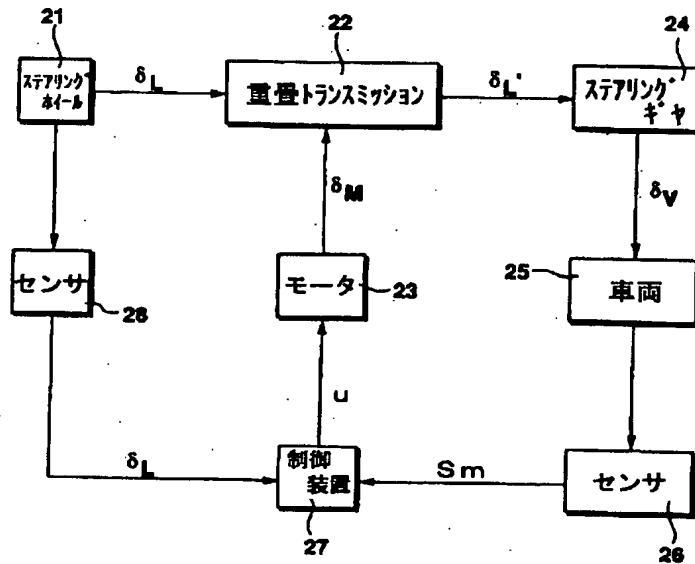 21
ステアリング
ホイール
δL
22
重畳トランスミッション
δL'
24
ステアリング
ギヤ
δM
δV
センサ
28
モータ
23
25
車両
u
δL
制御
装置
27
Sm
センサ
26